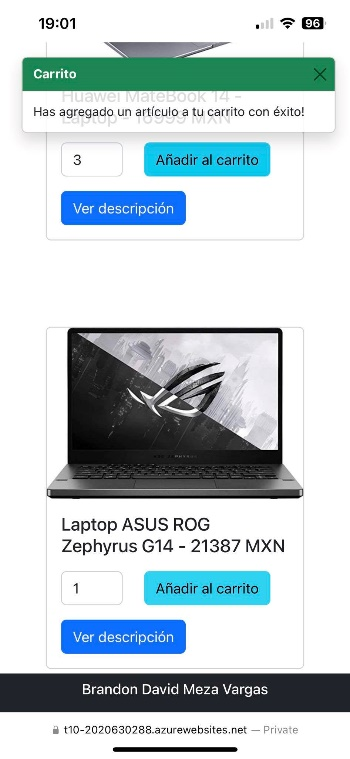 19:01
96
Carrito
Huawei MateBook 14 -
Has agregado un artículo a tu carrito con éxito!
Laptop - 16999 MXN
3
Añadir al carrito
Ver descripción
Laptop ASUS ROG
Zephyrus G14 - 21387 MXN
1
Añadir al carrito
Ver descripción
Brandon David Meza Vargas
t10-2020630288.azurewebsites.net — Private